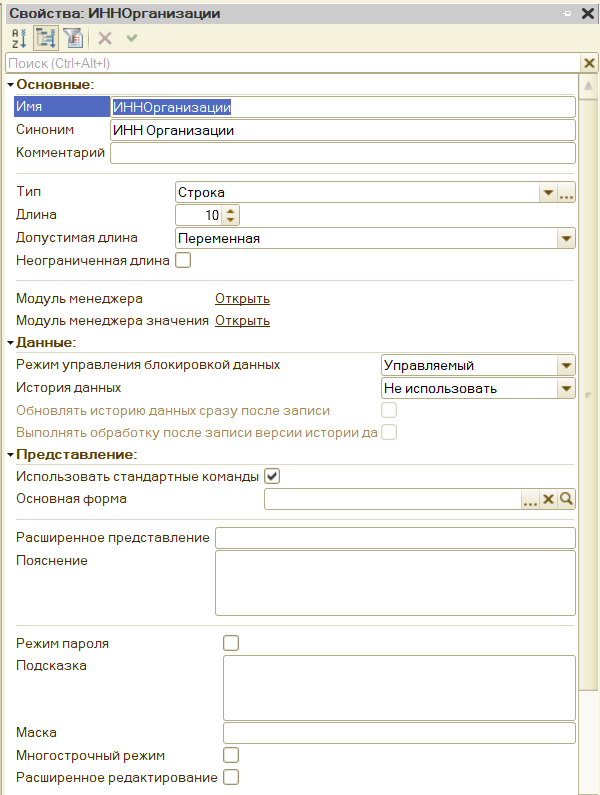 Свойства: ИННОрганизации
Поиск (Ctrl+Alt+I)
Основные:
Имя ИННОрганизации
Синоним ИНН Организации
Комментарий
Тип Строка
Длина 10
Допустимая длина Переменная
Неограниченная длина
Модуль менеджера Открыть
Модуль менеджера значения Открыть
Данные:
Режим управления блокировкой данных Управляемый
История данных Не использовать
Обновлять историю данных сразу после записи
Выполнять обработку после записи версии истории да
Представление:
Использовать стандартные команды
Основная форма
Расширенное представление
Пояснение
Режим пароля
Подсказка
Маска
Многострочный режим
Расширенное редактирование